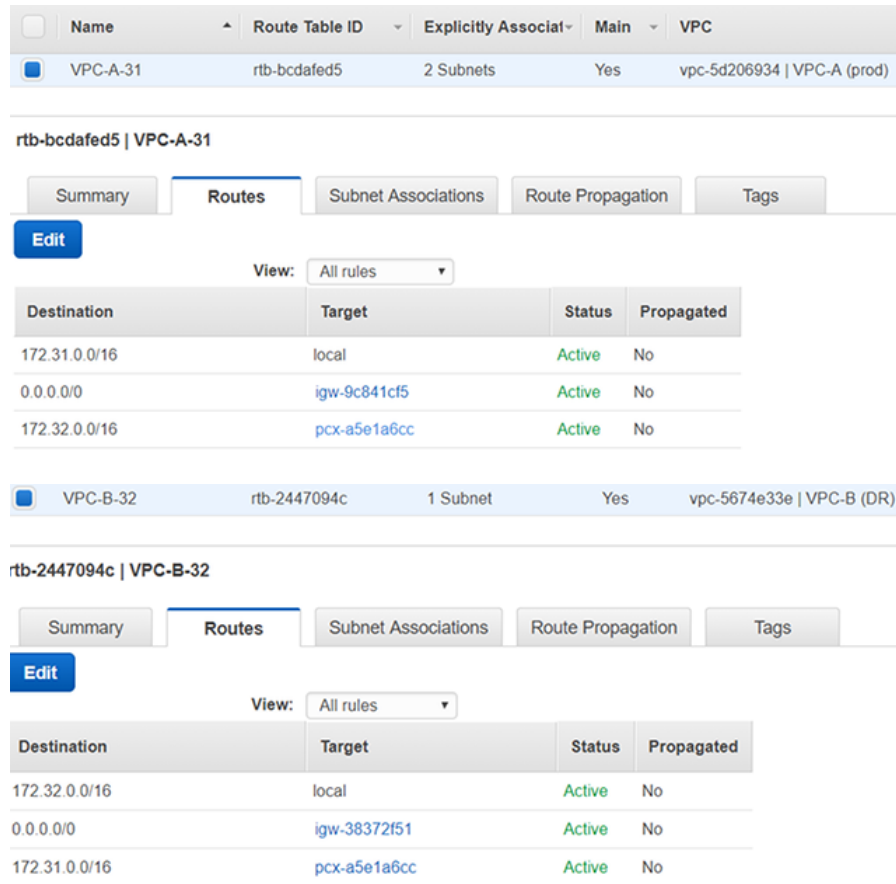 Name Route Table ID Explicitly Associat Main VPC
VPC-A-31 rtb-bcdafed5 2 Subnets Yes vpc-5d206934 | VPC-A (prod)
rtb-bcdafed5 | VPC-A-31
Summary Routes Subnet Associations Route Propagation Tags
Edit
View: All rules
Destination Target Status Propagated
172.31.0.0/16 local Active No
0.0.0.0/0 igw-9c841cf5 Active No
172.32.0.0/16 pcx-a5e1a6cc Active No
VPC-B-32 rtb-2447094c 1 Subnet Yes vpc-5674e33e | VPC-B (DR)
rtb-2447094c | VPC-B-32
Summary Routes Subnet Associations Route Propagation Tags
Edit
View: All rules
Destination Target Status Propagated
172.32.0.0/16 local Active No
0.0.0.0/0 igw-38372f51 Active No
172.31.0.0/16 pcx-a5e1a6cc Active No